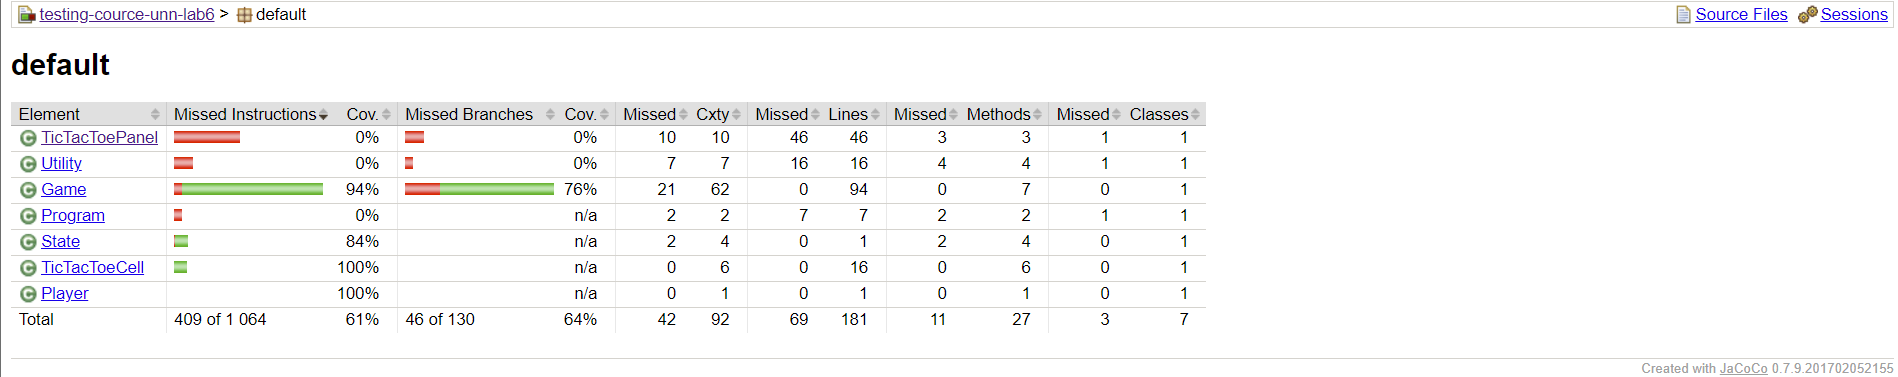 testing-cource-unn-lab6 > default Source Files Sessions
default
Element Missed Instructions Cov. Missed Branches Cov. Missed Cxty Missed Lines Missed Methods Missed Classes
TicTacToePanel 0% 0% 10 10 46 46 3 3 1 1
Utility 0% 0% 7 7 16 16 4 4 1 1
Game 94% 76% 21 62 0 94 0 7 0 1
Program 0% n/a 2 2 7 7 2 2 1 1
State 84% n/a 2 4 0 1 2 4 0 1
TicTacToeCell 100% n/a 0 6 0 16 0 6 0 1
Player 100% n/a 0 1 0 1 0 1 0 1
Total 409 of 1 064 61% 46 of 130 64% 42 92 69 181 11 27 3 7
Created with JaCoCo 0.7.9.201702052155